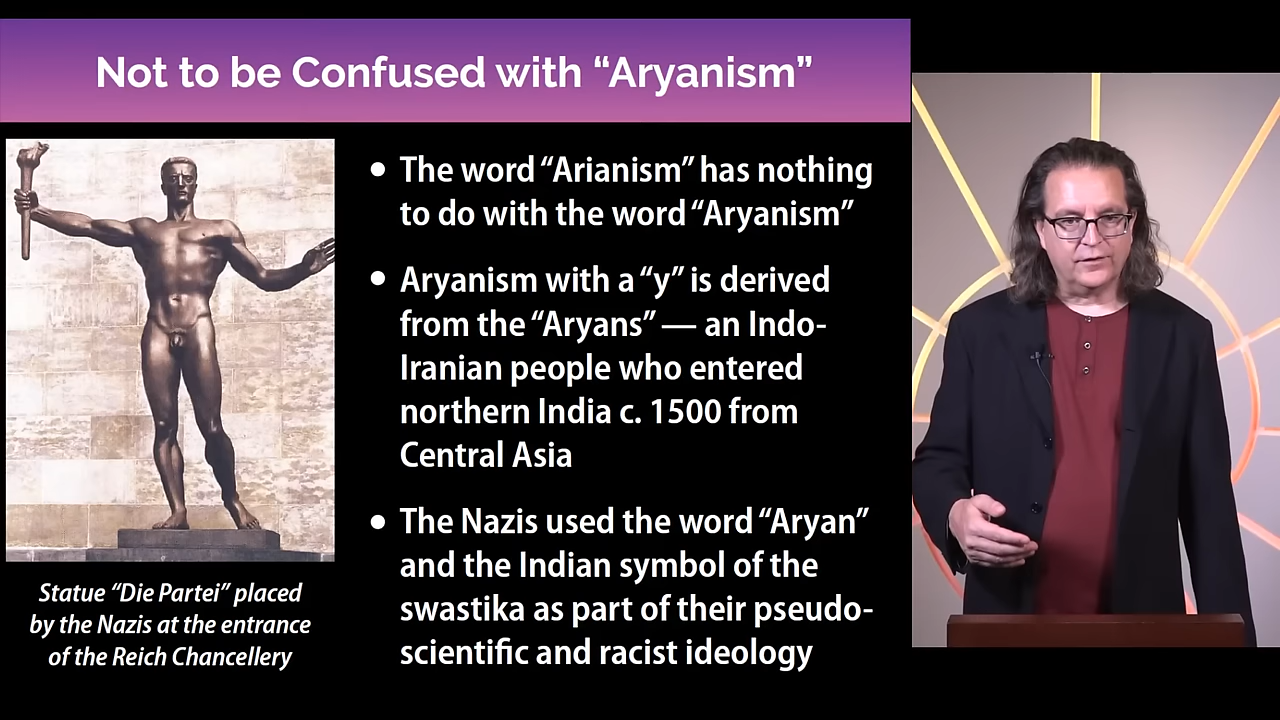 Not to be Confused with “Aryanism”
• The word “Arianism” has nothing
to do with the word “Aryanism”
• Aryanism with a “y” is derived
from the “Aryans” — an Indo-
Iranian people who entered
northern India c. 1500 from
Central Asia
• The Nazis used the word “Aryan”
and the Indian symbol of the
swastika as part of their pseudo-
scientific and racist ideology
Statue “Die Partei” placed
by the Nazis at the entrance
of the Reich Chancellery